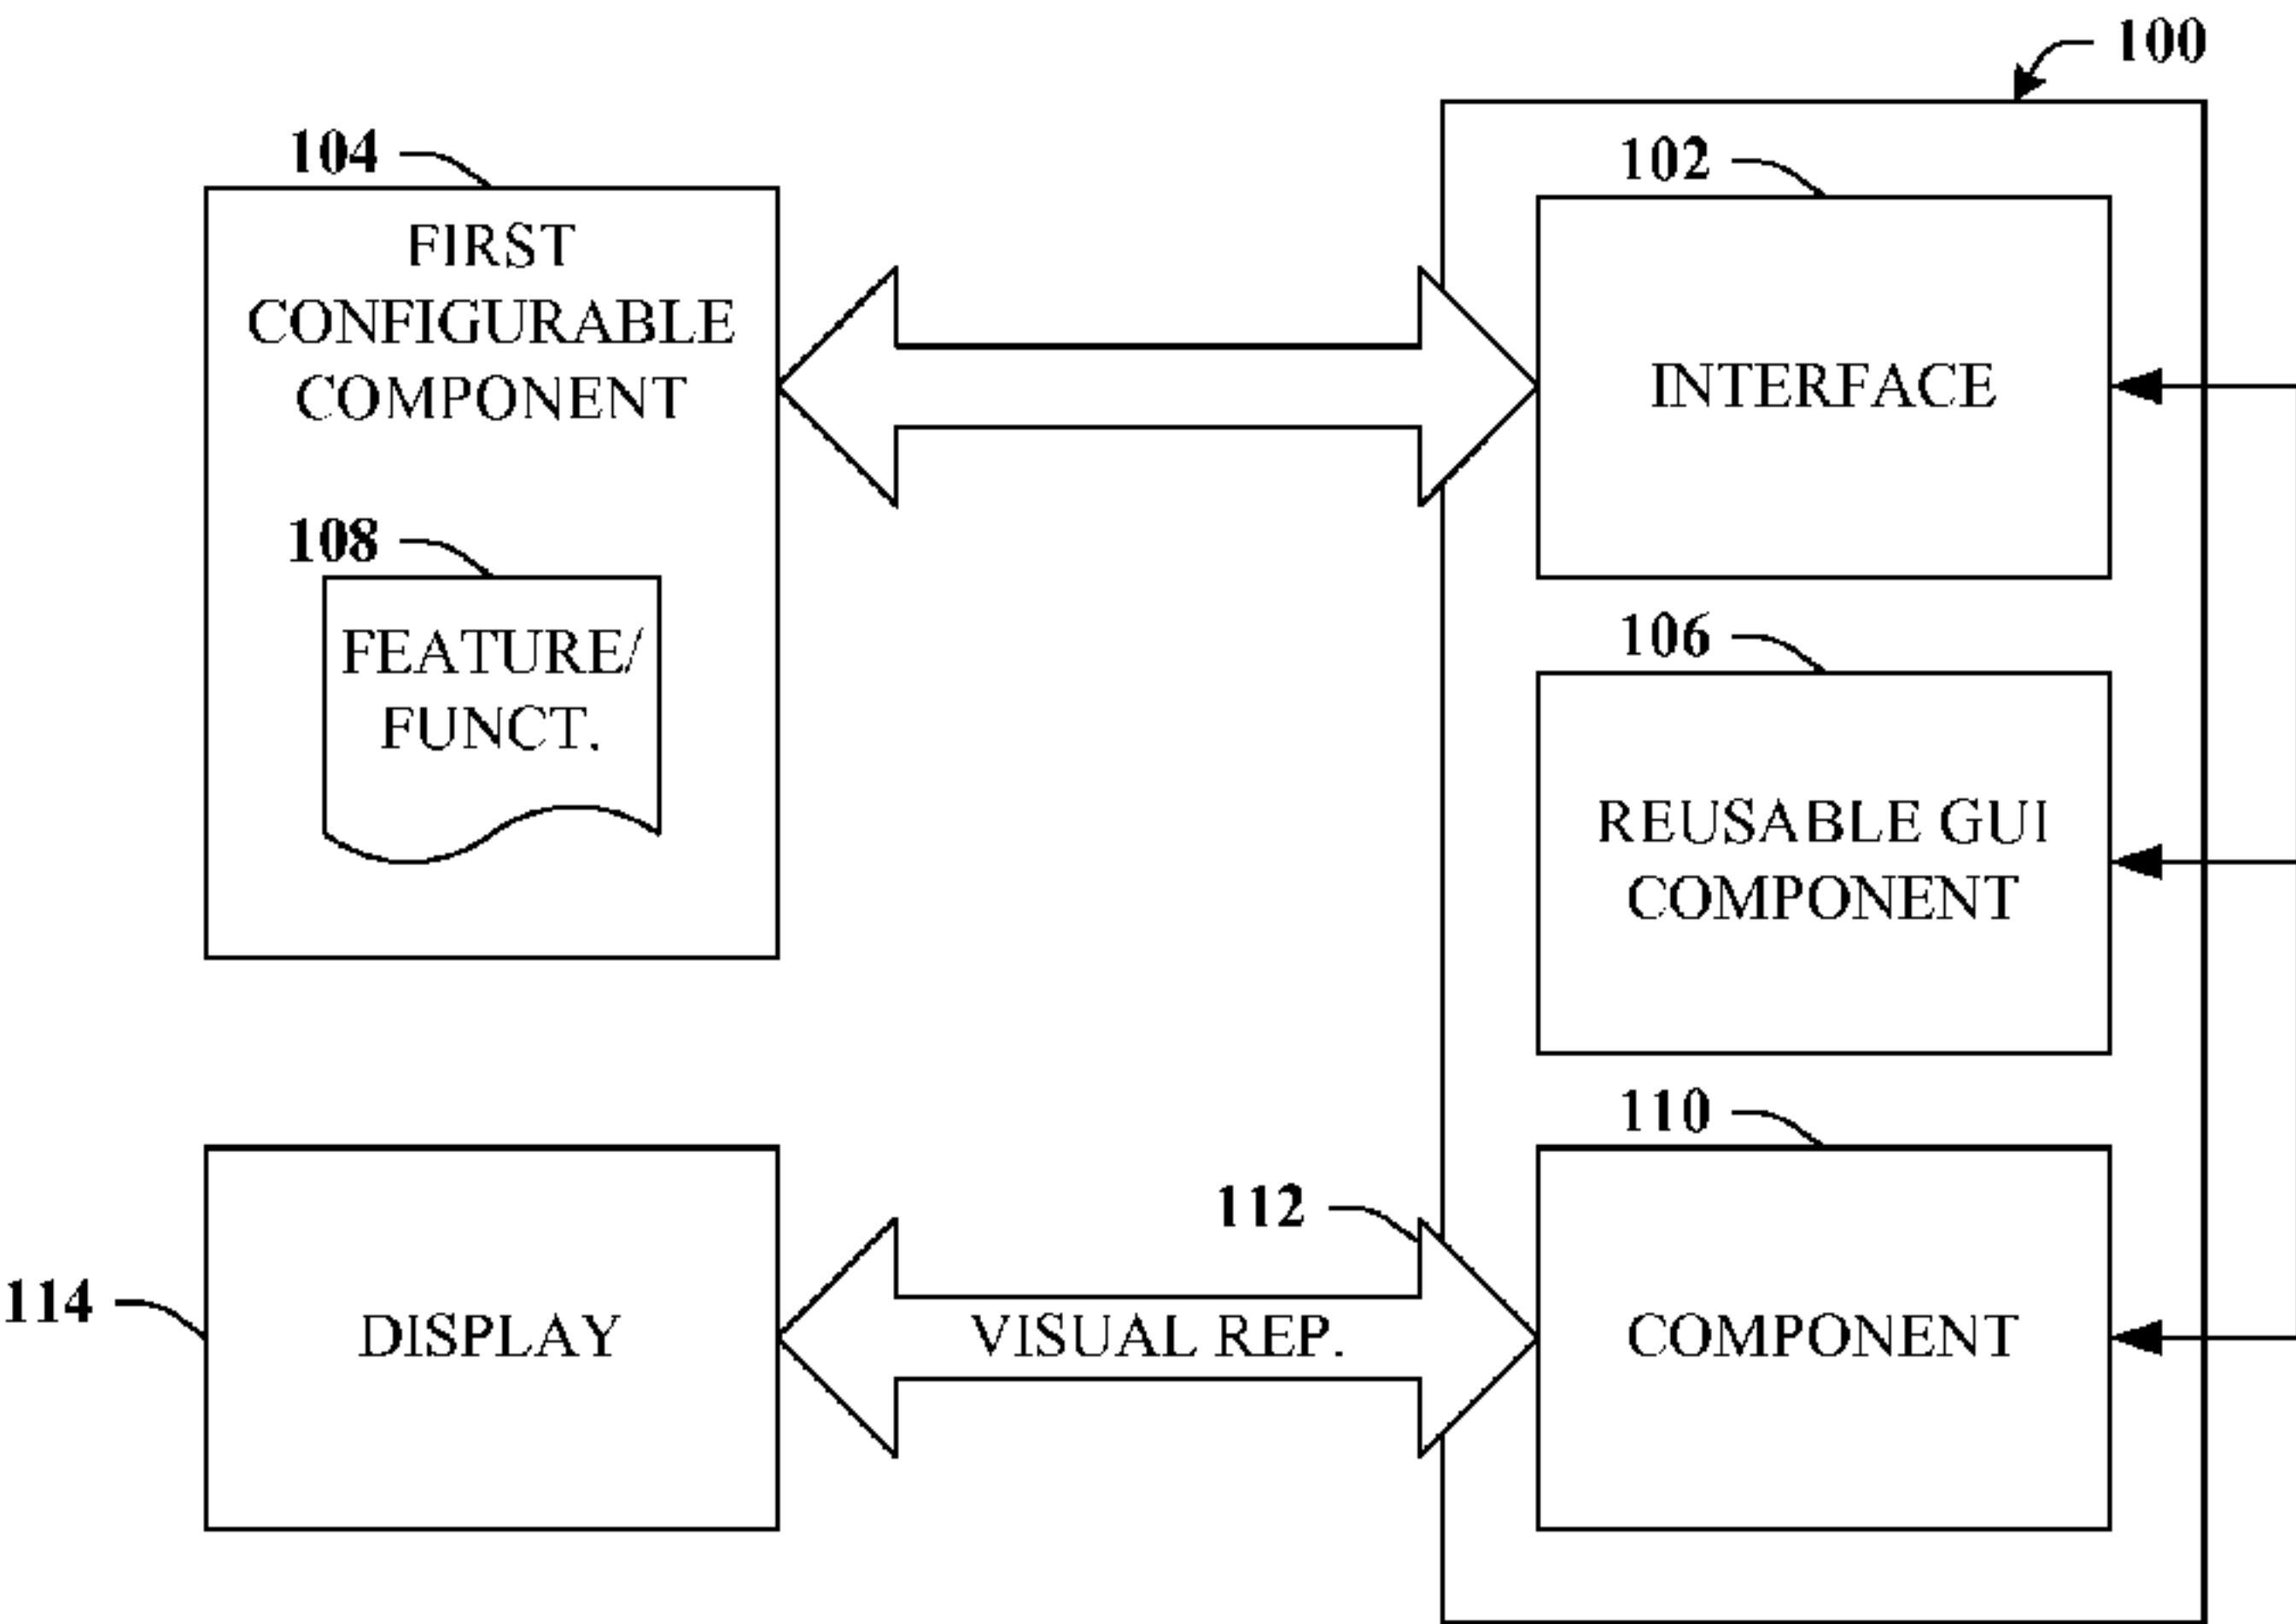 100
104
FIRST
CONFIGURABLE
COMPONENT
108
FEATURE/
FUNCT.
102
INTERFACE
106
REUSABLE GUI
COMPONENT
110
COMPONENT
112
VISUAL REP.
114
DISPLAY